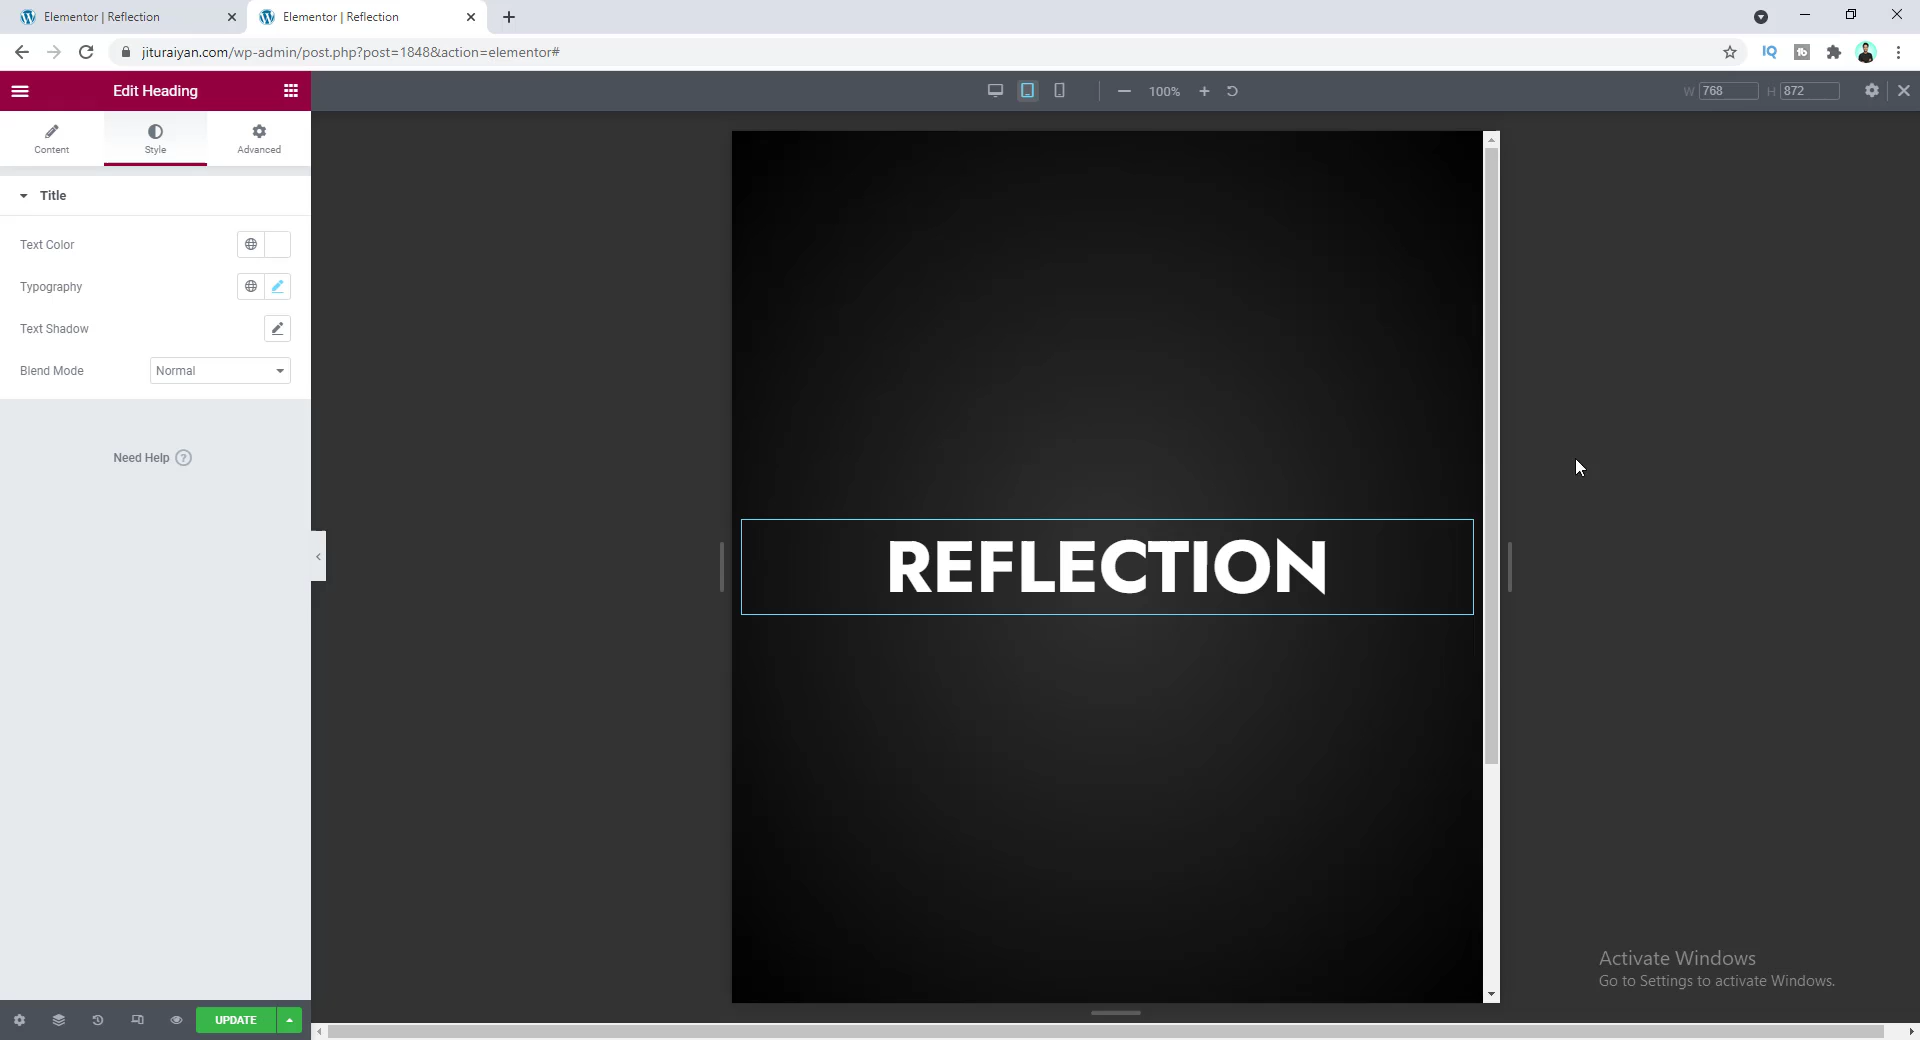 Elementor | Reflection
Elementor | Reflection
jituraiyan.com/wp-admin/post.php?post=1848&action=elementor#
IQ
tb
Edit Heading
100%
W 768 H 872
Content Style Advanced
Title
Text Color
Typography
Text Shadow
Blend Mode Normal
Need Help ?
REFLECTION
Activate Windows
Go to Settings to activate Windows.
UPDATE